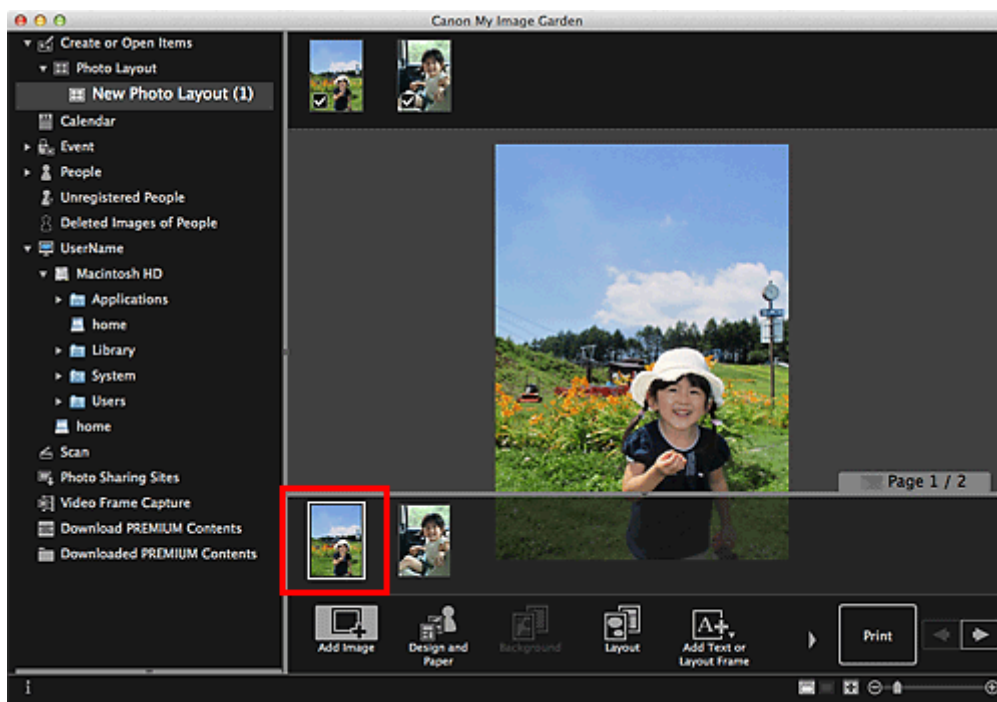 Canon My Image Garden
Create or Open Items
Photo Layout
New Photo Layout (1)
Calendar
Event
People
Unregistered People
Deleted Images of People
UserName
Macintosh HD
Applications
home
Library
System
Users
home
Scan
Photo Sharing Sites
Video Frame Capture
Download PREMIUM Contents
Downloaded PREMIUM Contents
Page 1 / 2
Add Image
Design and
Paper
Background
Layout
Add Text or
Layout Frame
Print